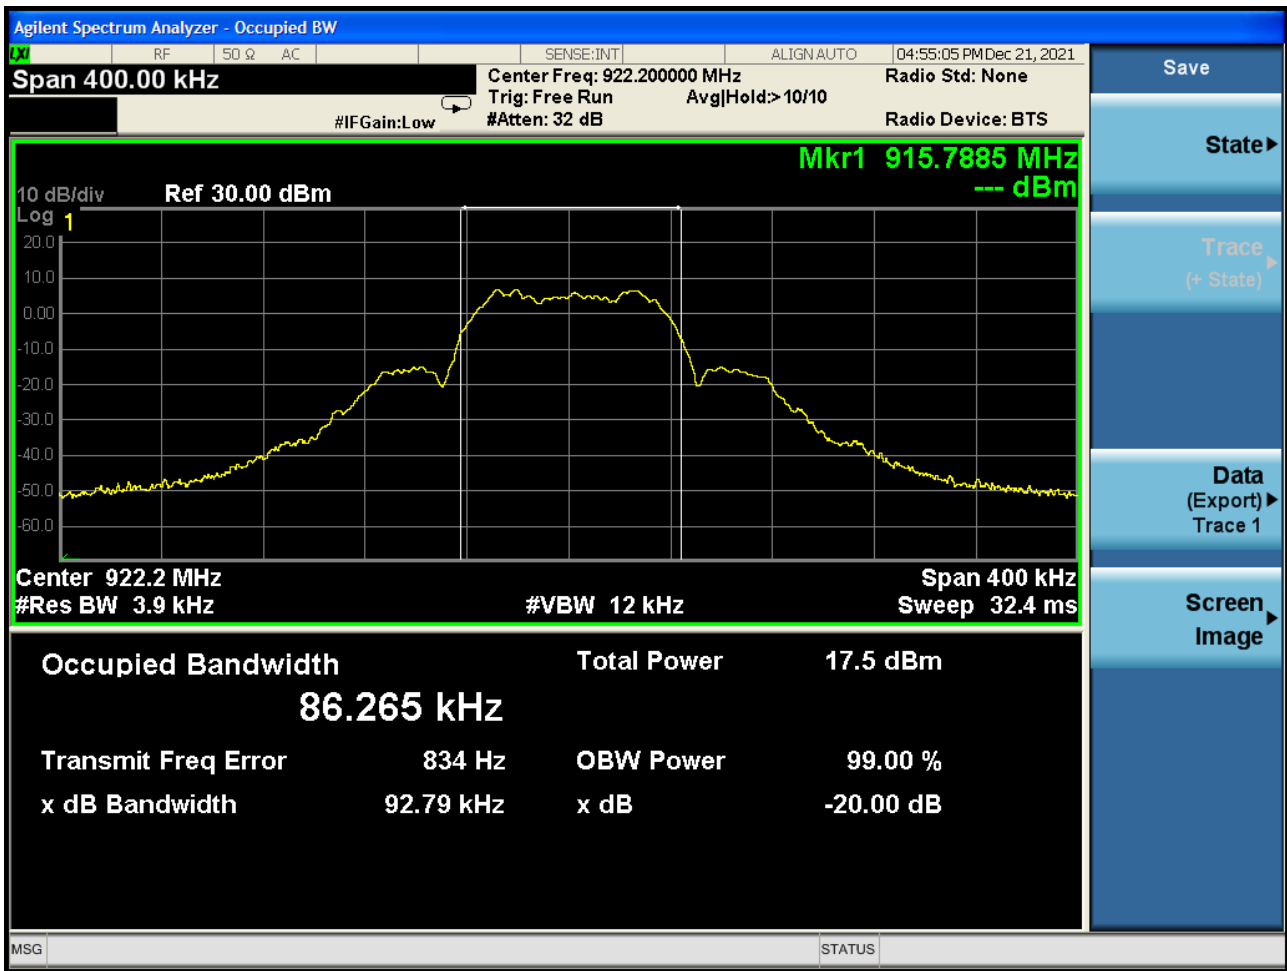 Agilent Spectrum Analyzer - Occupied BW
LXI RF 50 Ω AC SENSE:INT ALIGN AUTO 04:55:05 PM Dec 21, 2021
Span 400.00 kHz
Center Freq: 922.200000 MHz
Radio Std: None
Trig: Free Run Avg|Hold:> 10/10
#IFGain:Low
#Atten: 32 dB
Radio Device: BTS
Mkr1 915.7885 MHz
--- dBm
10 dB/div Ref 30.00 dBm
Log 1
20.0
10.0
0.00
-10.0
-20.0
-30.0
-40.0
-50.0
-60.0
Center 922.2 MHz Span 400 kHz
#Res BW 3.9 kHz #VBW 12 kHz Sweep 32.4 ms
Occupied Bandwidth Total Power 17.5 dBm
86.265 kHz
Transmit Freq Error 834 Hz OBW Power 99.00 %
x dB Bandwidth 92.79 kHz x dB -20.00 dB
MSG STATUS
Save
State
Trace
(+ State)
Data
(Export)
Trace 1
Screen
Image